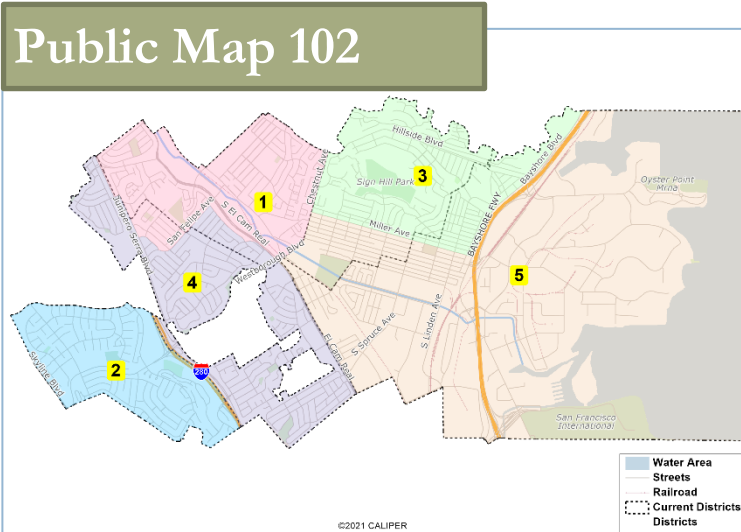 Public Map 102
Hillside Blvd
Bayshore Blvd
Chestnut Ave
3
Sign Hill Park
Oyster Point
Mina
1
S El Cam Real
San Felipe Ave
Miller Ave
BAYSHORE FWY
Junipero Serra Blvd
Westborough Blvd
5
4
S Linden Ave
S Spruce Ave
El Cam Real
Skyline Blvd
2
280
San Francisco
International
Water Area
Streets
Railroad
Current Districts
Districts
©2021 CALIPER